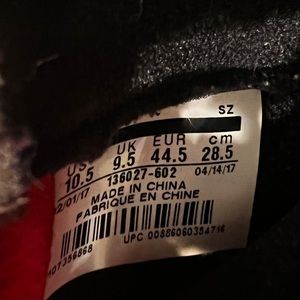 SZ
US UK EUR cm
10.5 9.5 44.5 28.5
136027-602
02/01/17 04/14/17
MADE IN CHINA
FABRIQUE EN CHINE
UPC 00886060354716